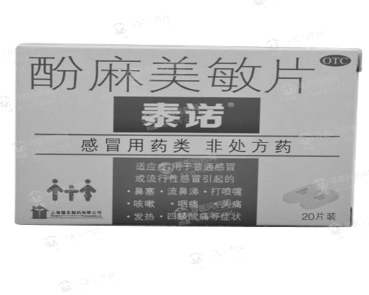 酚麻美敏片
OTC
泰诺®
感冒用药类 非处方药
适应症:用于普通感冒
或流行性感冒引起的
·鼻塞·流鼻涕·打喷嚏
·咳嗽·咽痛·头痛
·发热·四肢酸痛等症状
20片装